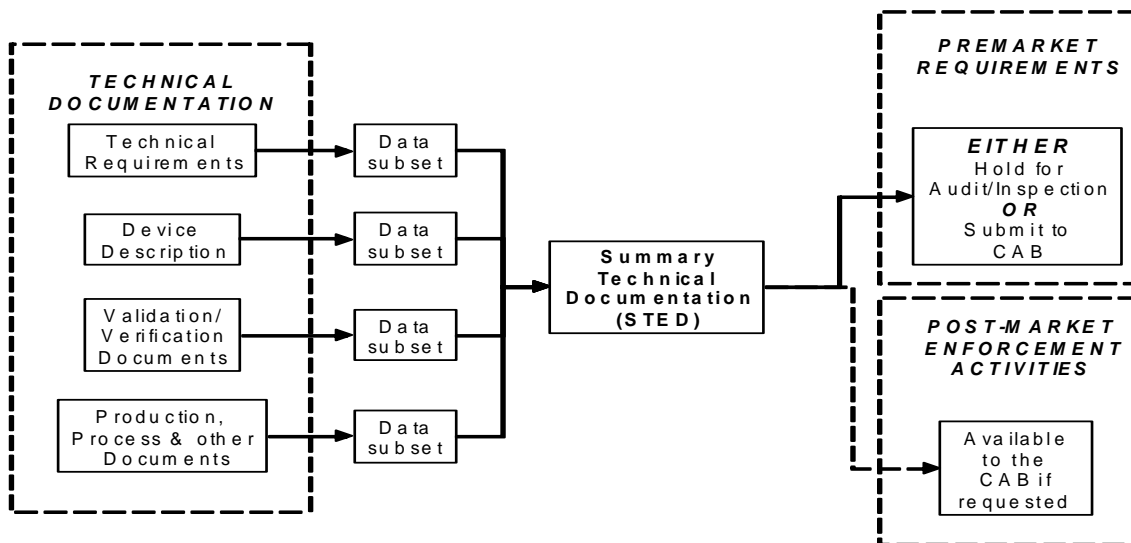 TECHNICAL
DOCUMENTATION
Technical
Requirements
Data
subset
Device
Description
Data
subset
Validation/
Verification
Documents
Data
subset
Production,
Process & other
Documents
Data
subset
Summary
Technical
Documentation
(STED)
PREMARKET
REQUIREMENTS
EITHER
Hold for
Audit/Inspection
OR
Submit to
CAB
POST-MARKET
ENFORCEMENT
ACTIVITIES
Available
to the
CAB if
requested